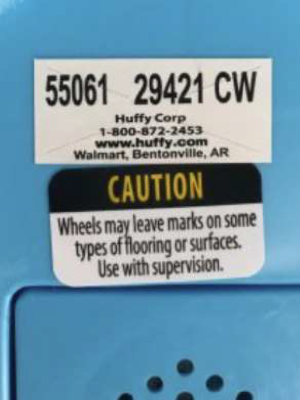 55061 29421 CW
Huffy Corp
1-800-872-2453
www.huffy.com
Walmart, Bentonville, AR
CAUTION
Wheels may leave marks on some
types of flooring or surfaces.
Use with supervision.